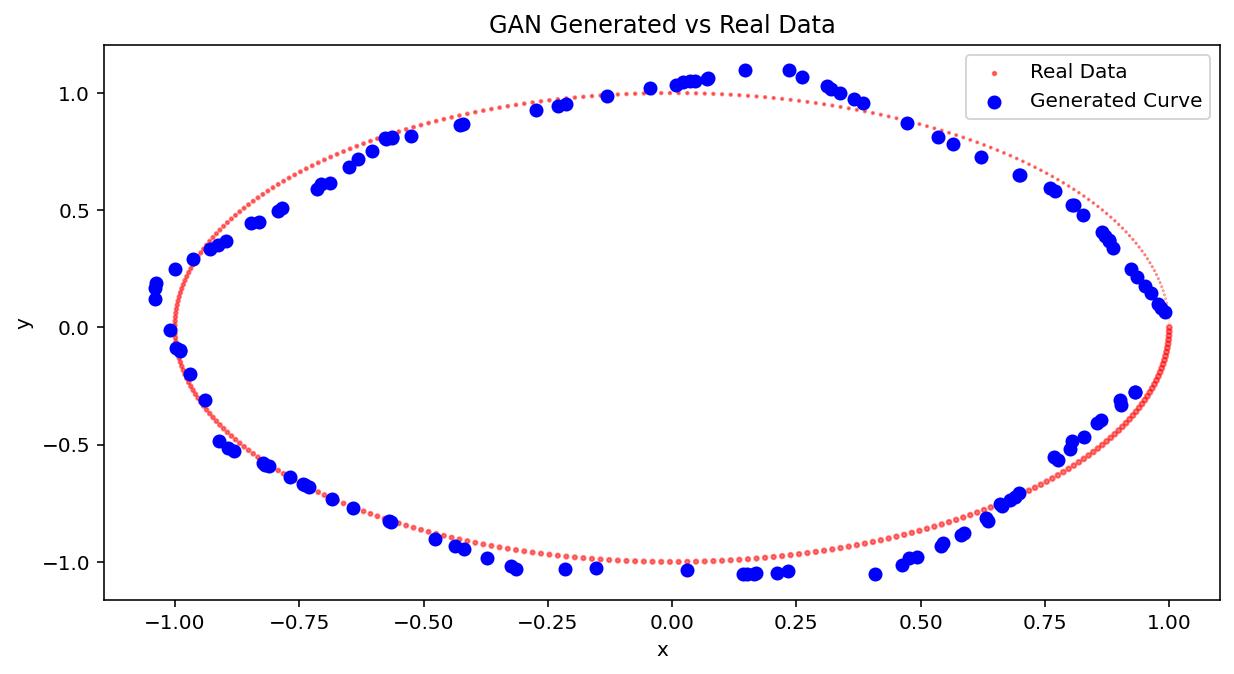 GAN Generated vs Real Data
Real Data
Generated Curve
y
1.0
0.5
0.0
−0.5
−1.0
−1.00 −0.75 −0.50 −0.25 0.00 0.25 0.50 0.75 1.00
x